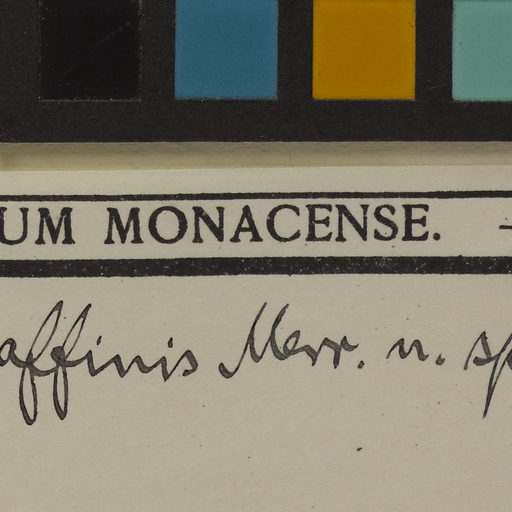 UM MONACENSE. -
affinis Merr. n. sp